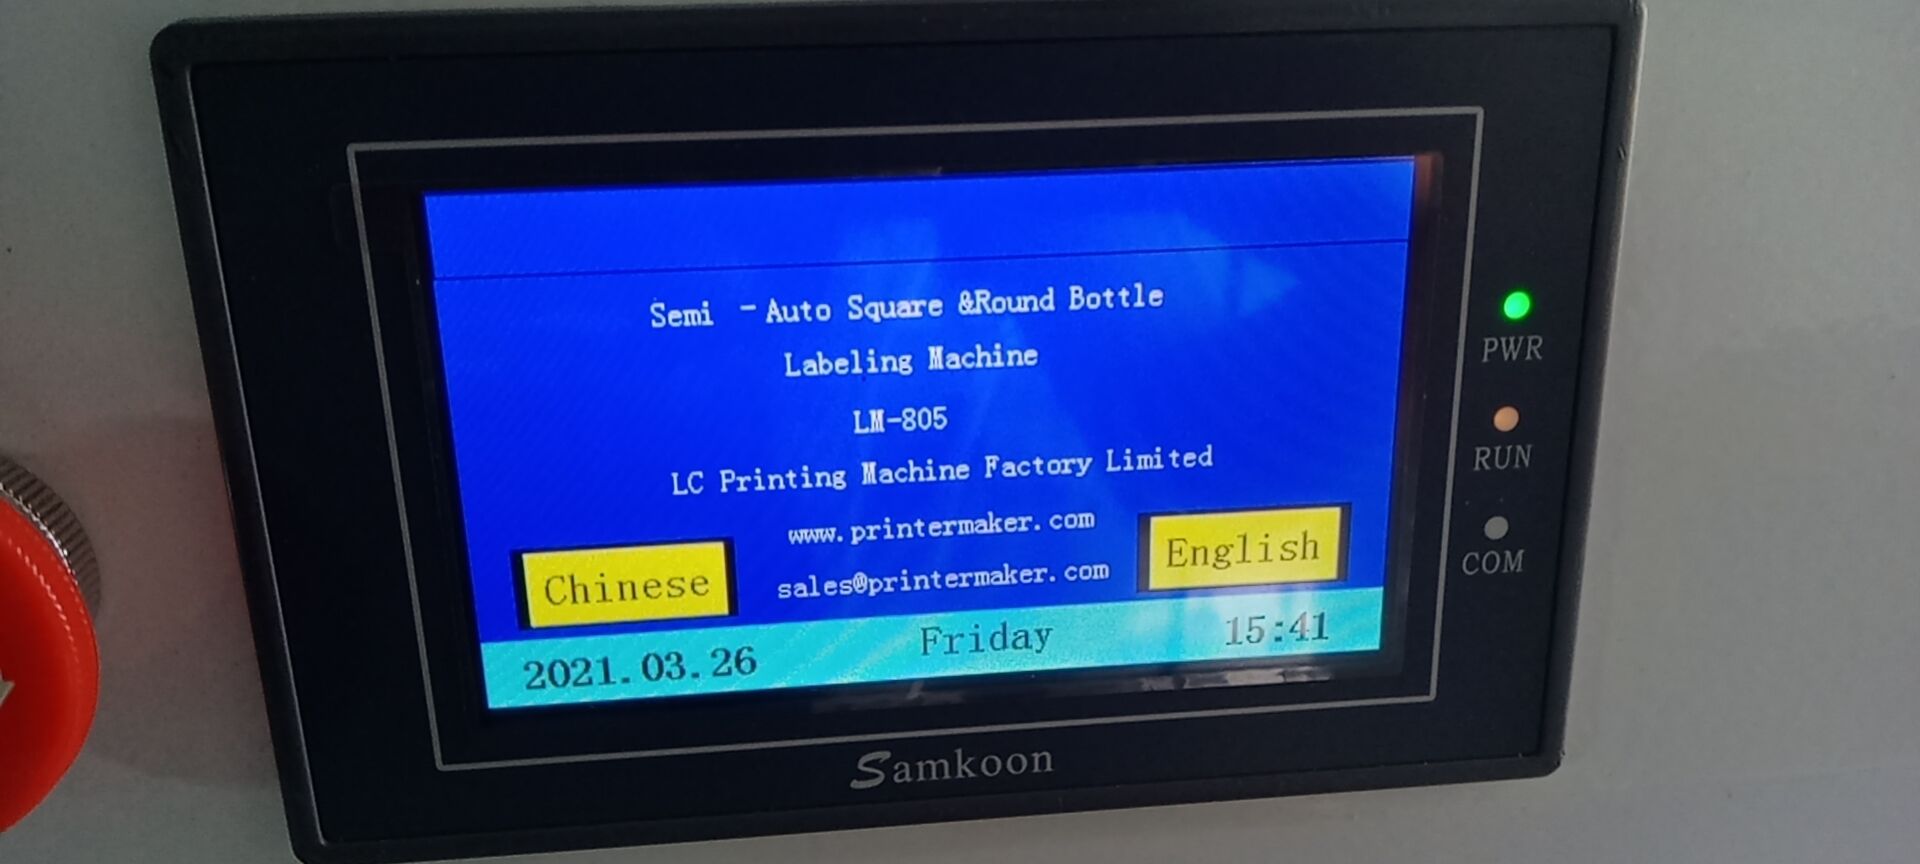 Semi -Auto Square &Round Bottle
Labeling Machine
LM-805
LC Printing Machine Factory Limited
www.printermaker.com
sales@printermaker.com
Chinese
English
2021.03.26 Friday 15:41
PWR
RUN
COM
Samkoon